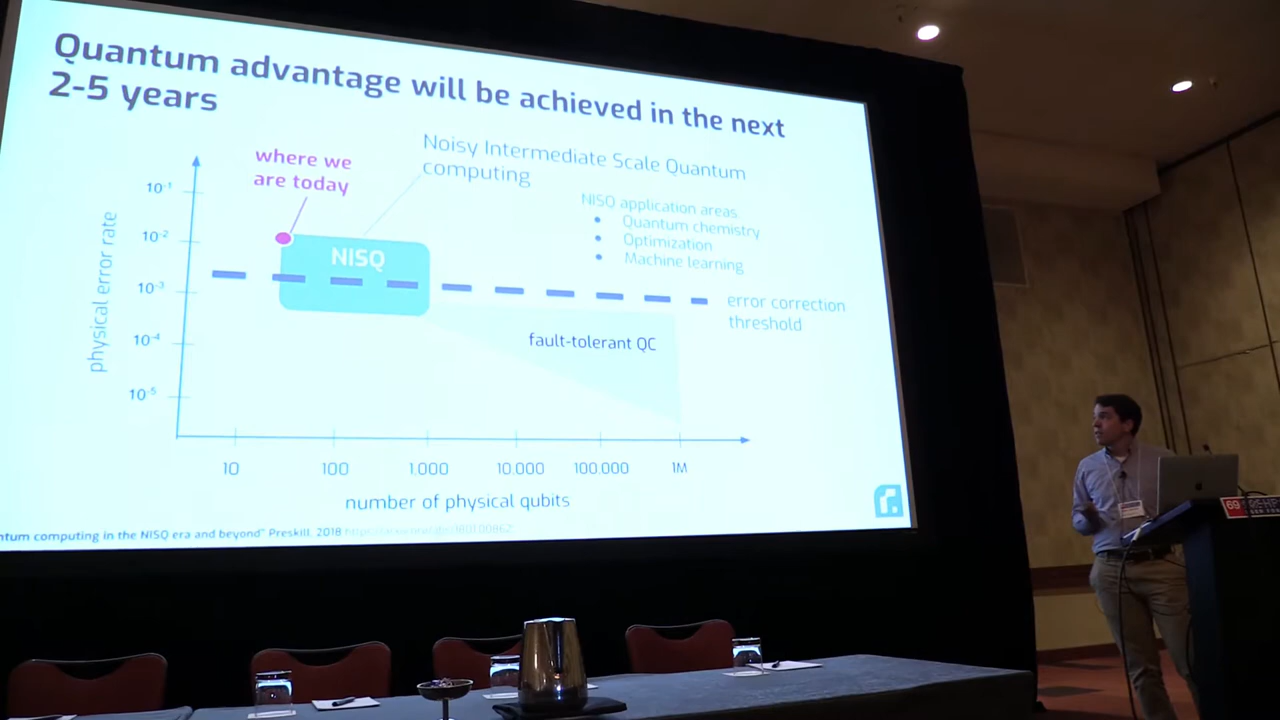 Quantum advantage will be achieved in the next
2-5 years
where we
are today
Noisy Intermediate Scale Quantum
computing
NISQ application areas
• Quantum chemistry
• Optimization
• Machine learning
NISQ
error correction
threshold
fault-tolerant QC
physical error rate
10⁻¹
10⁻²
10⁻³
10⁻⁴
10⁻⁵
10
100
1.000
10.000
100.000
1M
number of physical qubits
computing in the NISQ era and beyond" Preskill, 2018
69